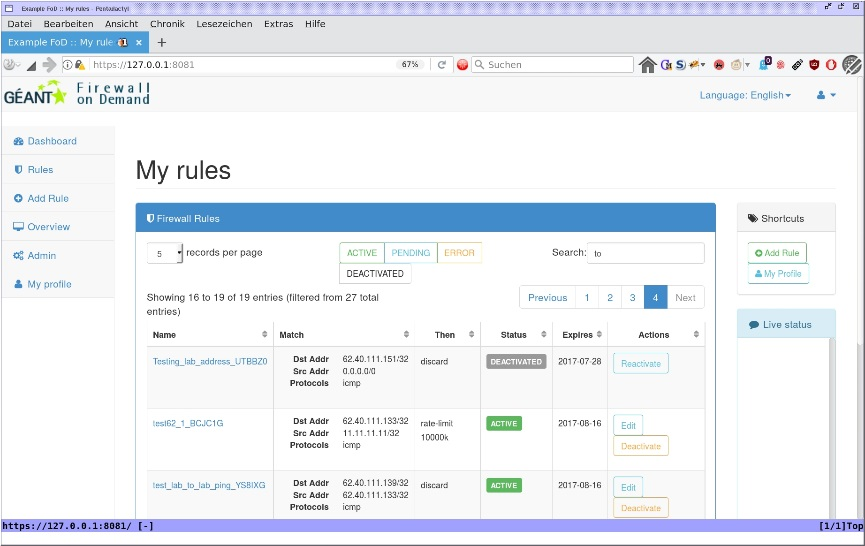 Example FoD :: My rules - Pentadactyl
Datei Bearbeiten Ansicht Chronik Lesezeichen Extras Hilfe
Example FoD :: My rule × +
https://127.0.0.1:8081 67% Suchen
GÉANT Firewall on Demand
Language: English
Dashboard
Rules
Add Rule
Overview
Admin
My profile
My rules
Firewall Rules
5 records per page
ACTIVE PENDING ERROR
DEACTIVATED
Search: to
Showing 16 to 19 of 19 entries (filtered from 27 total
entries)
Previous 1 2 3 4 Next
Name Match Then Status Expires Actions
Testing_lab_address_UTBBZ0 Dst Addr 62.40.111.151/32 discard DEACTIVATED 2017-07-28 Reactivate
Src Addr 0.0.0.0/0
Protocols icmp
test62_1_BCJC1G Dst Addr 62.40.111.133/32 rate-limit ACTIVE 2017-08-16 Edit
Src Addr 11.11.11.11/32 10000k
Protocols icmp Deactivate
test_lab_to_lab_ping_YS8IXG Dst Addr 62.40.111.139/32 discard ACTIVE 2017-08-16 Edit
Src Addr 62.40.111.133/32
Protocols icmp Deactivate
Shortcuts
Add Rule
My Profile
Live status
https://127.0.0.1:8081/ [-] [1/1]Top